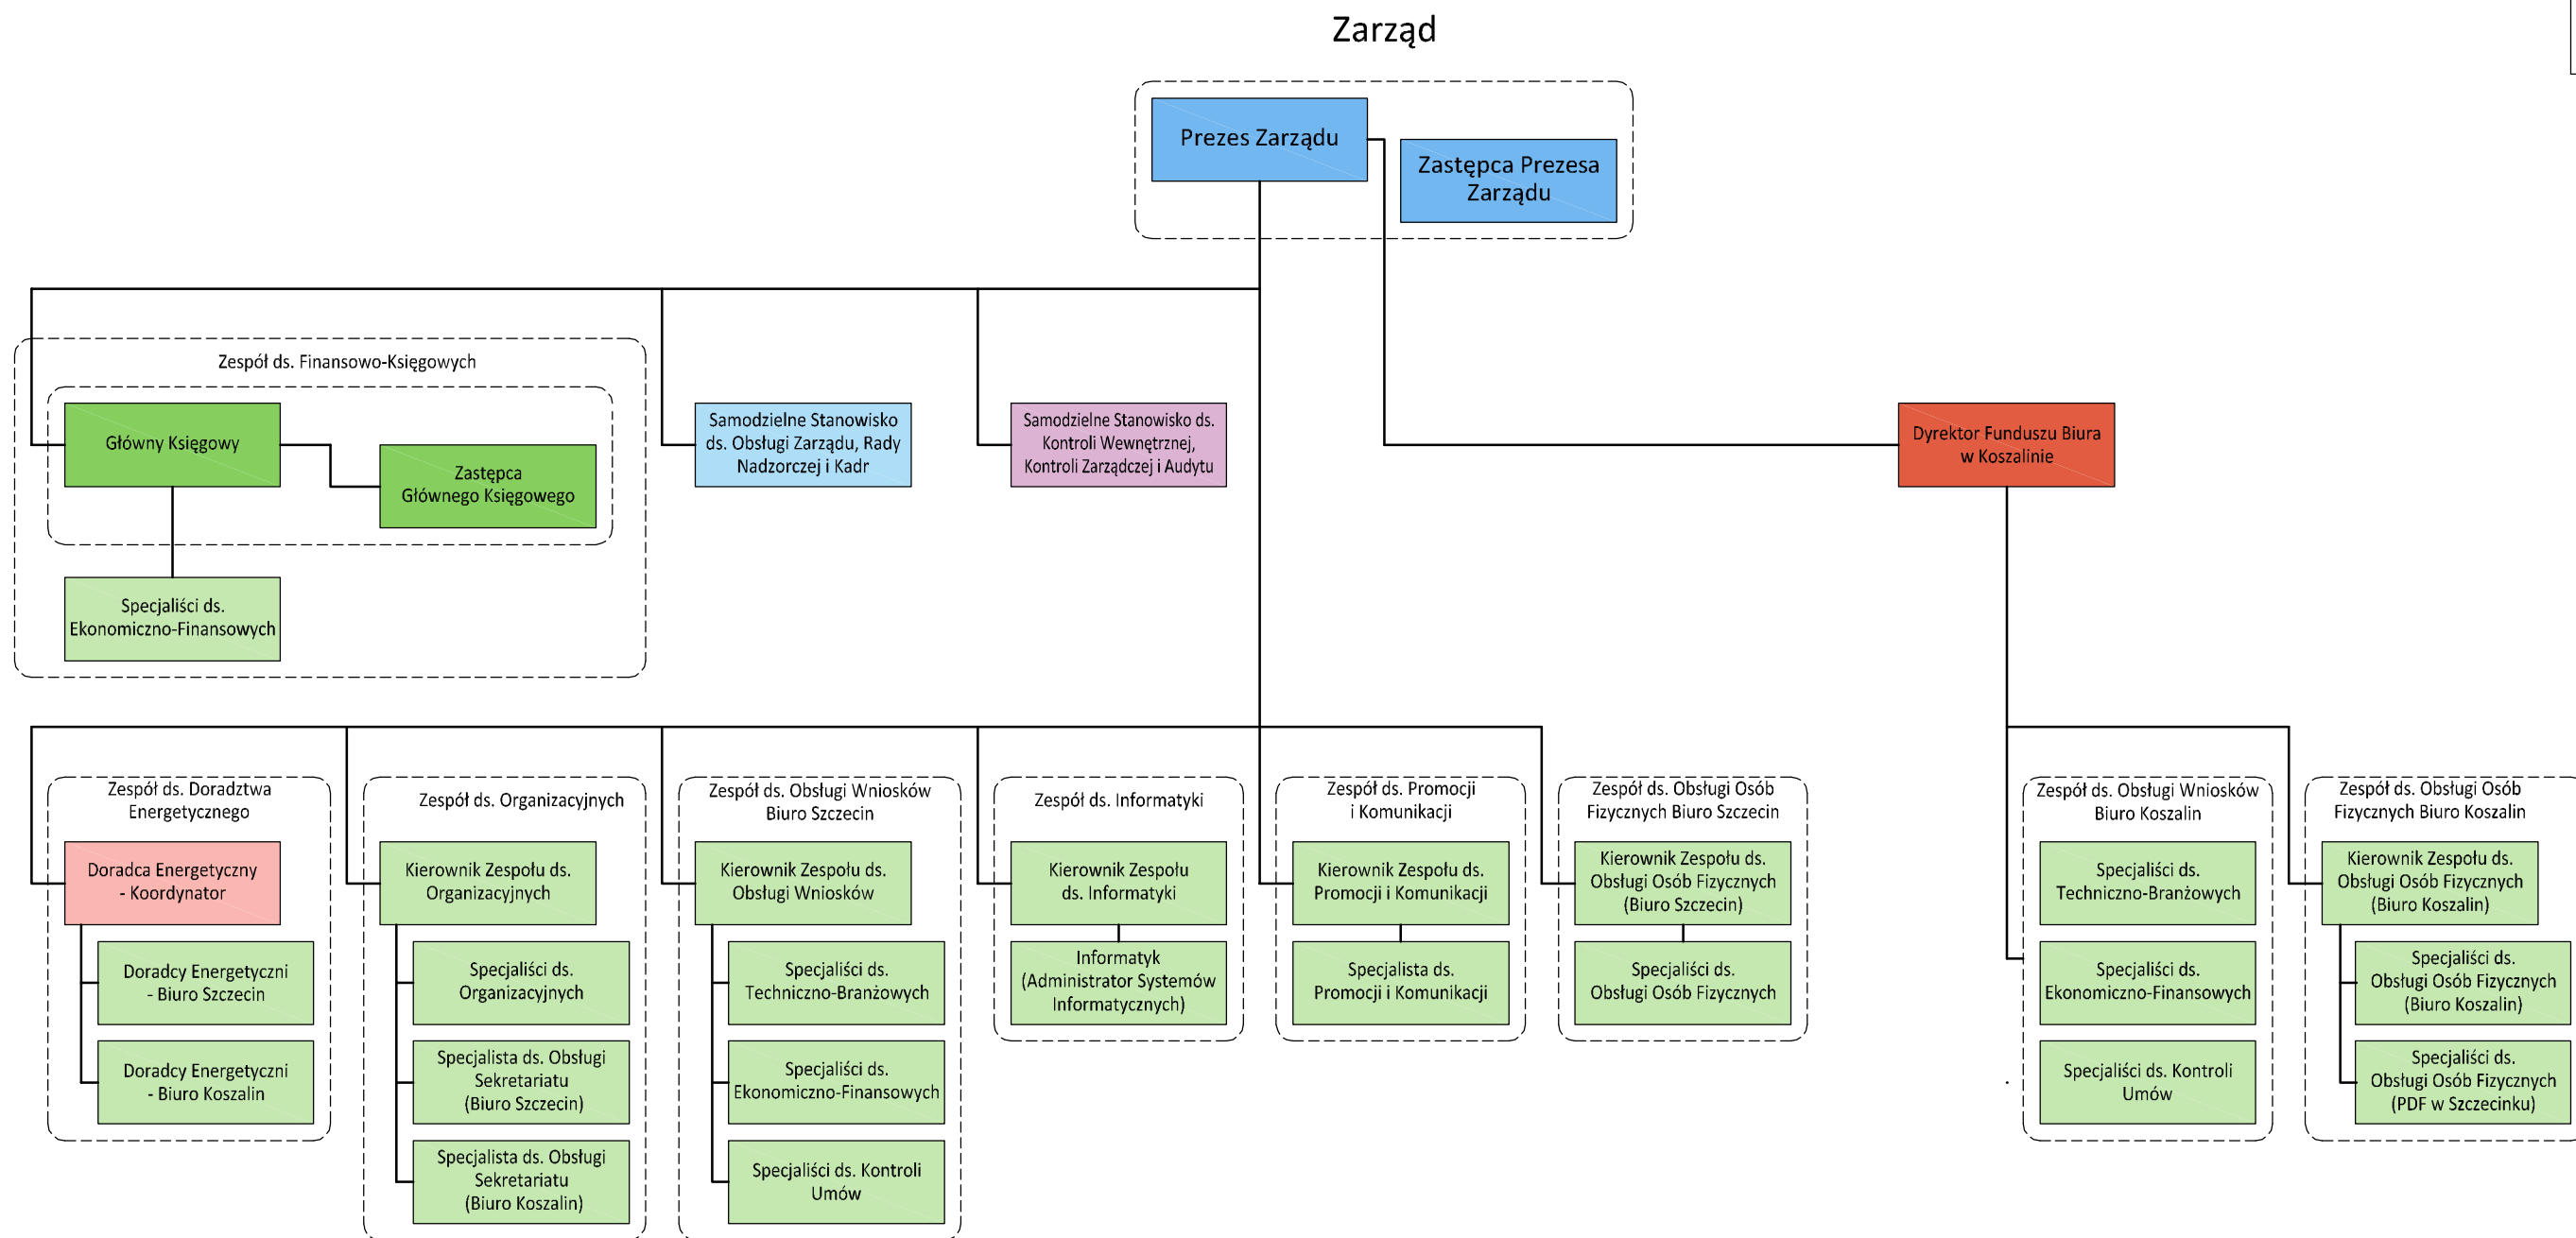 Zarząd
Prezes Zarządu
Zastępca Prezesa
Zarządu
Zespół ds. Finansowo-Księgowych
Główny Księgowy
Zastępca
Głównego Księgowego
Specjaliści ds.
Ekonomiczno-Finansowych
Samodzielne Stanowisko
ds. Obsługi Zarządu, Rady
Nadzorczej i Kadr
Samodzielne Stanowisko ds.
Kontroli Wewnętrznej,
Kontroli Zarządczej i Audytu
Dyrektor Funduszu Biura
w Koszalinie
Zespół ds. Doradztwa
Energetycznego
Doradca Energetyczny
- Koordynator
Doradcy Energetyczni
- Biuro Szczecin
Doradcy Energetyczni
- Biuro Koszalin
Zespół ds. Organizacyjnych
Kierownik Zespołu ds.
Organizacyjnych
Specjaliści ds.
Organizacyjnych
Specjalista ds. Obsługi
Sekretariatu
(Biuro Szczecin)
Specjalista ds. Obsługi
Sekretariatu
(Biuro Koszalin)
Zespół ds. Obsługi Wniosków
Biuro Szczecin
Kierownik Zespołu ds.
Obsługi Wniosków
Specjaliści ds.
Techniczno-Branżowych
Specjaliści ds.
Ekonomiczno-Finansowych
Specjaliści ds. Kontroli
Umów
Zespół ds. Informatyki
Kierownik Zespołu
ds. Informatyki
Informatyk
(Administrator Systemów
Informatycznych)
Zespół ds. Promocji
i Komunikacji
Kierownik Zespołu ds.
Promocji i Komunikacji
Specjalista ds.
Promocji i Komunikacji
Zespół ds. Obsługi Osób
Fizycznych Biuro Szczecin
Kierownik Zespołu ds.
Obsługi Osób Fizycznych
(Biuro Szczecin)
Specjaliści ds.
Obsługi Osób Fizycznych
Zespół ds. Obsługi Wniosków
Biuro Koszalin
Specjaliści ds.
Techniczno-Branżowych
Specjaliści ds.
Ekonomiczno-Finansowych
Specjaliści ds. Kontroli
Umów
Zespół ds. Obsługi Osób
Fizycznych Biuro Koszalin
Kierownik Zespołu ds.
Obsługi Osób Fizycznych
(Biuro Koszalin)
Specjaliści ds.
Obsługi Osób Fizycznych
(Biuro Koszalin)
Specjaliści ds.
Obsługi Osób Fizycznych
(PDF w Szczecinku)